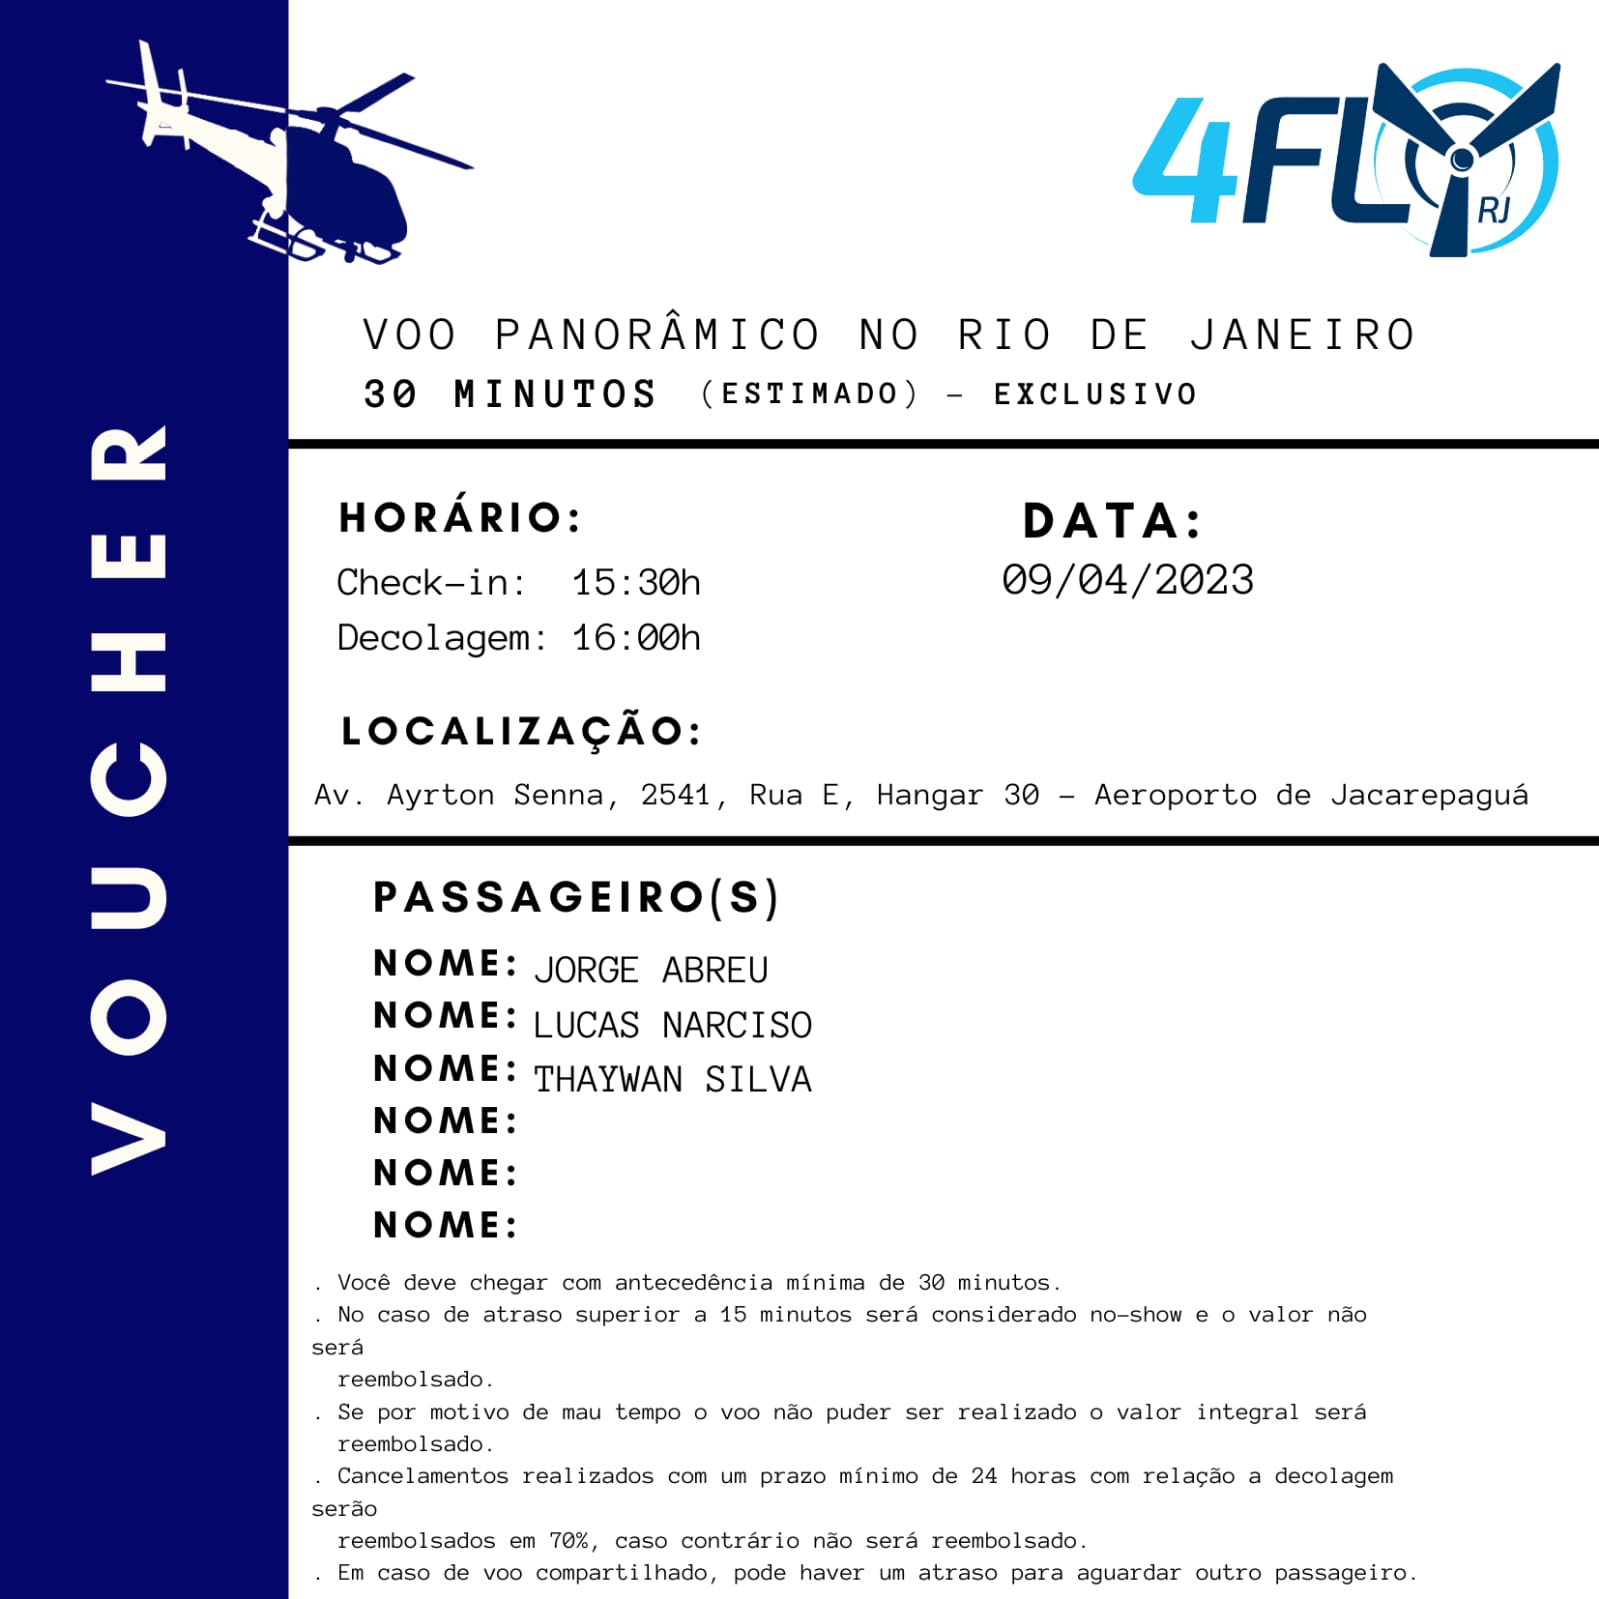 4FLY RJ
VOO PANORÂMICO NO RIO DE JANEIRO
30 MINUTOS (ESTIMADO) - EXCLUSIVO
VOUCHER
HORÁRIO:
Check-in: 15:30h
Decolagem: 16:00h
DATA:
09/04/2023
LOCALIZAÇÃO:
Av. Ayrton Senna, 2541, Rua E, Hangar 30 - Aeroporto de Jacarepaguá
PASSAGEIRO(S)
NOME: JORGE ABREU
NOME: LUCAS NARCISO
NOME: THAYWAN SILVA
NOME:
NOME:
NOME:
. Você deve chegar com antecedência mínima de 30 minutos.
. No caso de atraso superior a 15 minutos será considerado no-show e o valor não
será
reembolsado.
. Se por motivo de mau tempo o voo não puder ser realizado o valor integral será
reembolsado.
. Cancelamentos realizados com um prazo mínimo de 24 horas com relação a decolagem
serão
reembolsados em 70%, caso contrário não será reembolsado.
. Em caso de voo compartilhado, pode haver um atraso para aguardar outro passageiro.